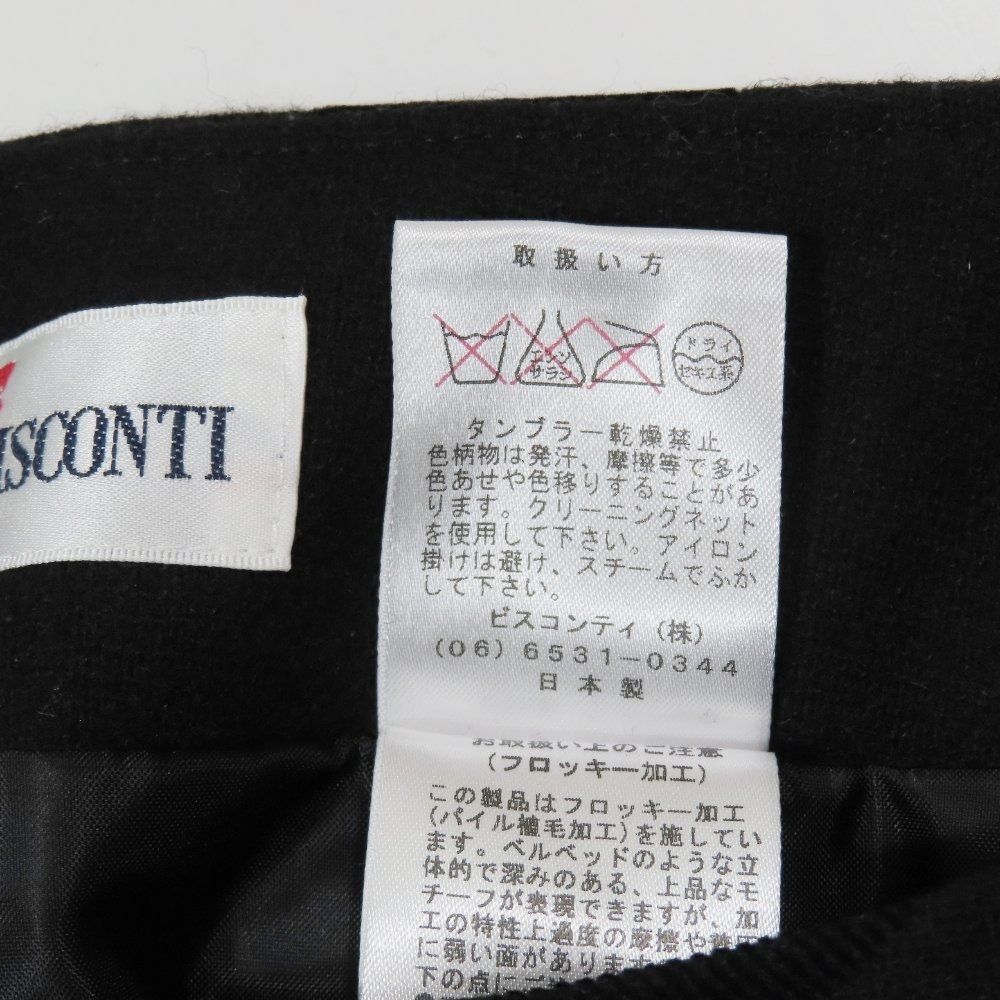 ISCONTI
取扱い方
エンソ
サラシ
ドライ
セキユ系
タンブラー乾燥禁止
色柄物は発汗、摩擦等で多少
色あせや色移りすることがあ
ります。クリーニングネット
を使用して下さい。アイロン
掛けは避け、スチームでふか
して下さい。
ビスコンティ(株)
(06)6531-0344
日本製
お取扱い上のご注意
(フロッキー加工)
この製品はフロッキー加工
(パイル植毛加工)を施してい
ます。ベルベッドのような立
体的で深みのある、上品なモ
チーフが表現できますが、加
工の特性上過度の摩擦や
に弱い面があります
下の点に